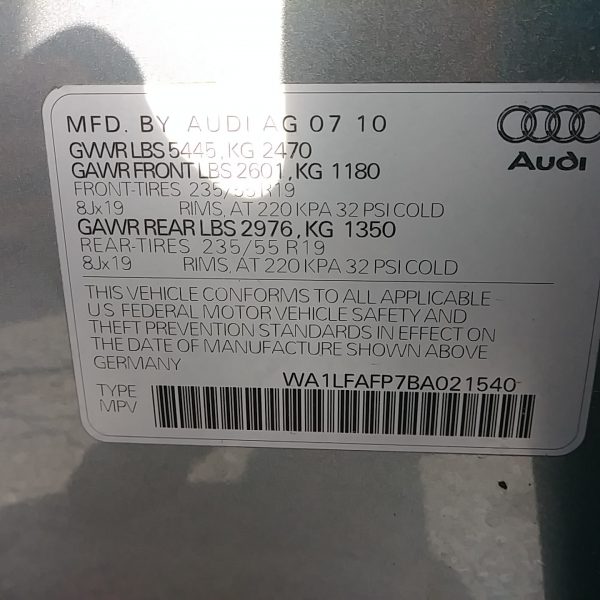 MFD. BY AUDI AG 07 10
GVWR LBS 5445, KG 2470
GAWR FRONT LBS 2601, KG 1180
FRONT-TIRES 235/55 R19
8Jx19 RIMS, AT 220 KPA 32 PSI COLD
GAWR REAR LBS 2976, KG 1350
REAR-TIRES 235/55 R19
8Jx19 RIMS, AT 220 KPA 32 PSI COLD
Audi
THIS VEHICLE CONFORMS TO ALL APPLICABLE
U.S. FEDERAL MOTOR VEHICLE SAFETY AND
THEFT PREVENTION STANDARDS IN EFFECT ON
THE DATE OF MANUFACTURE SHOWN ABOVE
GERMANY
WA1LFAFP7BA021540
TYPE
MPV